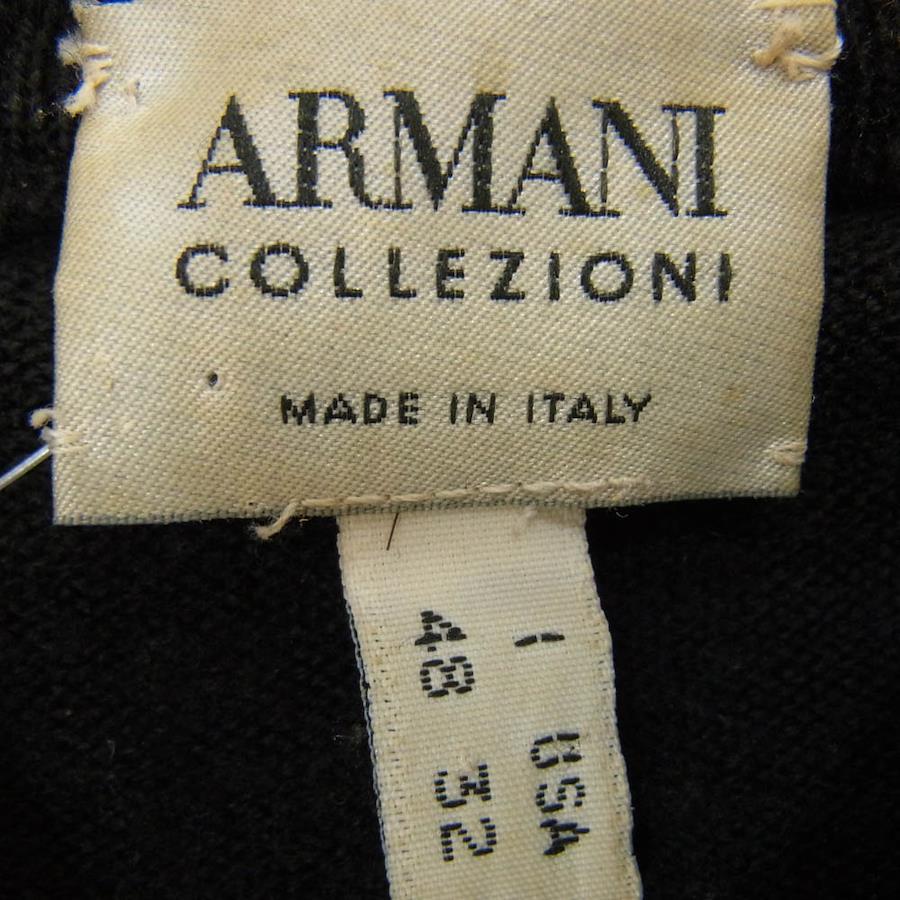 ARMANI
COLLEZIONI
MADE IN ITALY
I USA
48 32